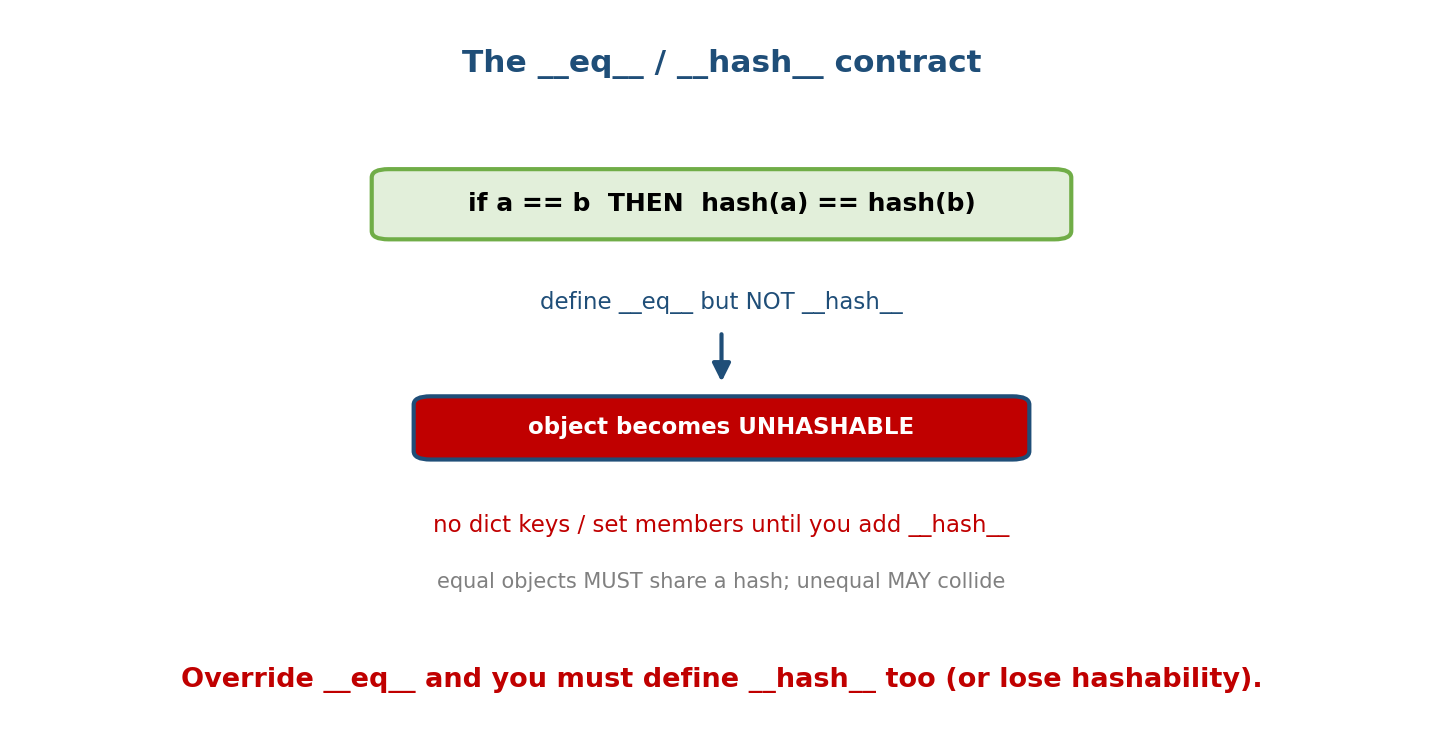 The __eq__ / __hash__ contract
if a == b  THEN  hash(a) == hash(b)
define __eq__ but NOT __hash__
object becomes UNHASHABLE
no dict keys / set members until you add __hash__
equal objects MUST share a hash; unequal MAY collide
Override __eq__ and you must define __hash__ too (or lose hashability).